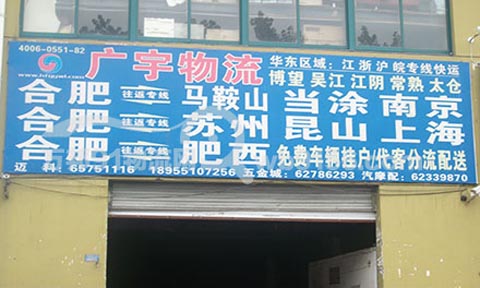 4006-0551-82
广宇物流
华东区域：江 浙 沪 皖专线快运
博望 吴江 江阴 常熟 太仓
合肥 往返专线 马鞍山 当涂 南京
合肥 往返专线 苏州 昆山 上海
合肥 往返专线 肥西 免费车辆挂户/代客分流配送
迈 科：65751116 18955107256 五金城：62786293 汽摩配：62339870